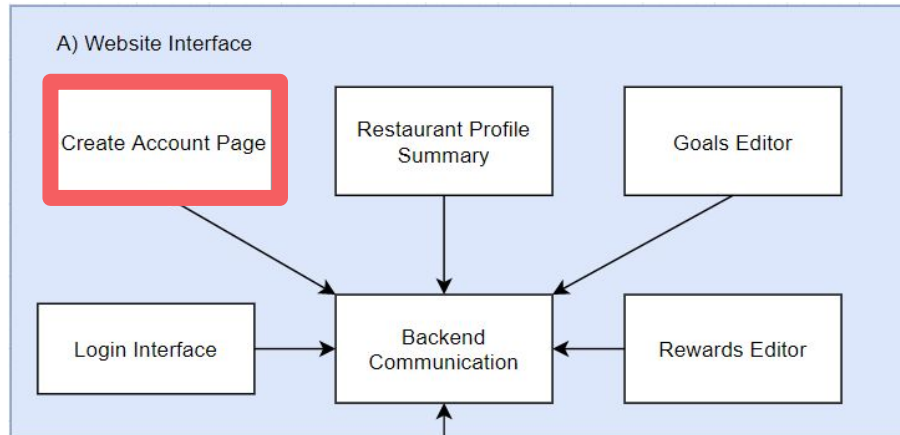 A) Website Interface
Create Account Page
Restaurant Profile
Summary
Goals Editor
Login Interface
Backend
Communication
Rewards Editor